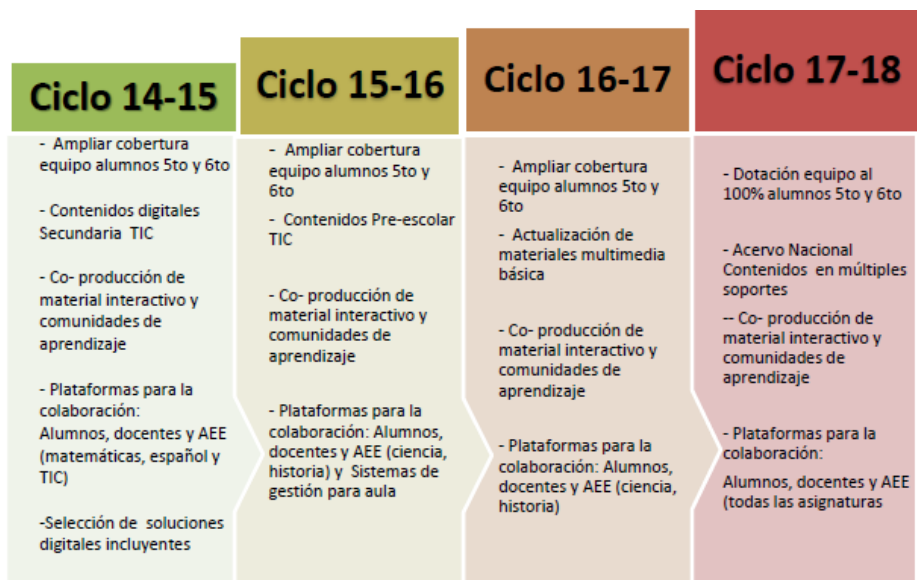 Ciclo 14-15
- Ampliar cobertura
equipo alumnos 5to y 6to
- Contenidos digitales
Secundaria TIC
- Co- producción de
material interactivo y
comunidades de
aprendizaje
- Plataformas para la
colaboración:
Alumnos, docentes y AEE
(matemáticas, español y
TIC)
-Selección de soluciones
digitales incluyentes
Ciclo 15-16
- Ampliar cobertura
equipo alumnos 5to y
6to
- Contenidos Pre-escolar
TIC
- Co- producción de
material interactivo y
comunidades de
aprendizaje
- Plataformas para la
colaboración: Alumnos,
docentes y AEE (ciencia,
historia) y Sistemas de
gestión para aula
Ciclo 16-17
- Ampliar cobertura
equipo alumnos 5to y
6to
- Actualización de
materiales multimedia
básica
- Co- producción de
material interactivo y
comunidades de
aprendizaje
- Plataformas para la
colaboración: Alumnos,
docentes y AEE (ciencia,
historia)
Ciclo 17-18
- Dotación equipo al
100% alumnos 5to y 6to
- Acervo Nacional
Contenidos en múltiples
soportes
-- Co- producción de
material interactivo y
comunidades de
aprendizaje
- Plataformas para la
colaboración:
Alumnos, docentes y AEE
(todas las asignaturas